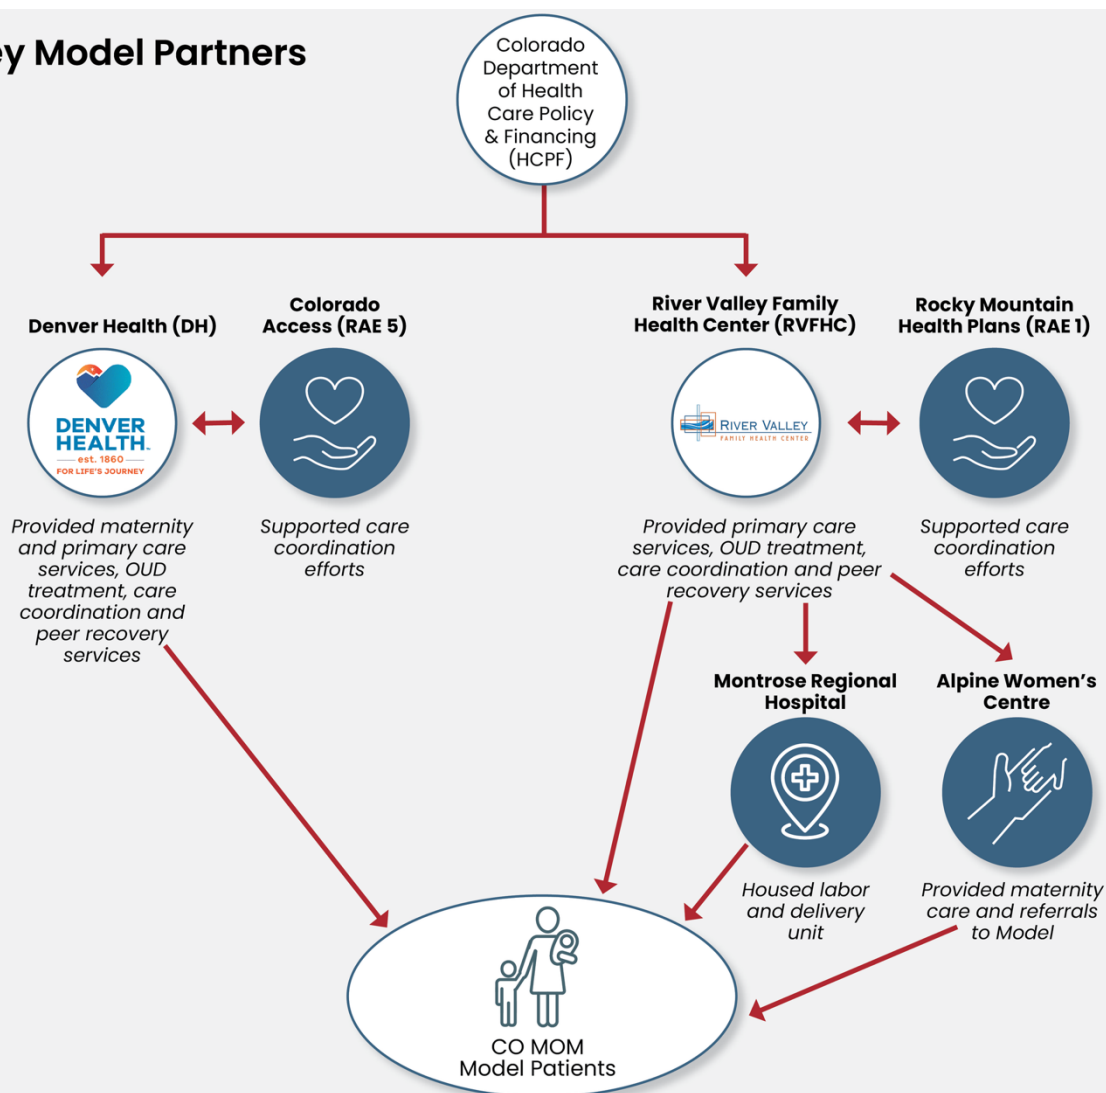 ey Model Partners
Colorado
Department
of Health
Care Policy
& Financing
(HCPF)
Denver Health (DH)
Colorado
Access (RAE 5)
River Valley Family
Health Center (RVFHC)
Rocky Mountain
Health Plans (RAE 1)
DENVER
HEALTH™
est. 1860
FOR LIFE'S JOURNEY
RIVER VALLEY
FAMILY HEALTH CENTER
Provided maternity
and primary care
services, OUD
treatment, care
coordination and
peer recovery
services
Supported care
coordination
efforts
Provided primary care
services, OUD treatment,
care coordination and peer
recovery services
Supported care
coordination
efforts
Montrose Regional
Hospital
Alpine Women's
Centre
Housed labor
and delivery
unit
Provided maternity
care and referrals
to Model
CO MOM
Model Patients